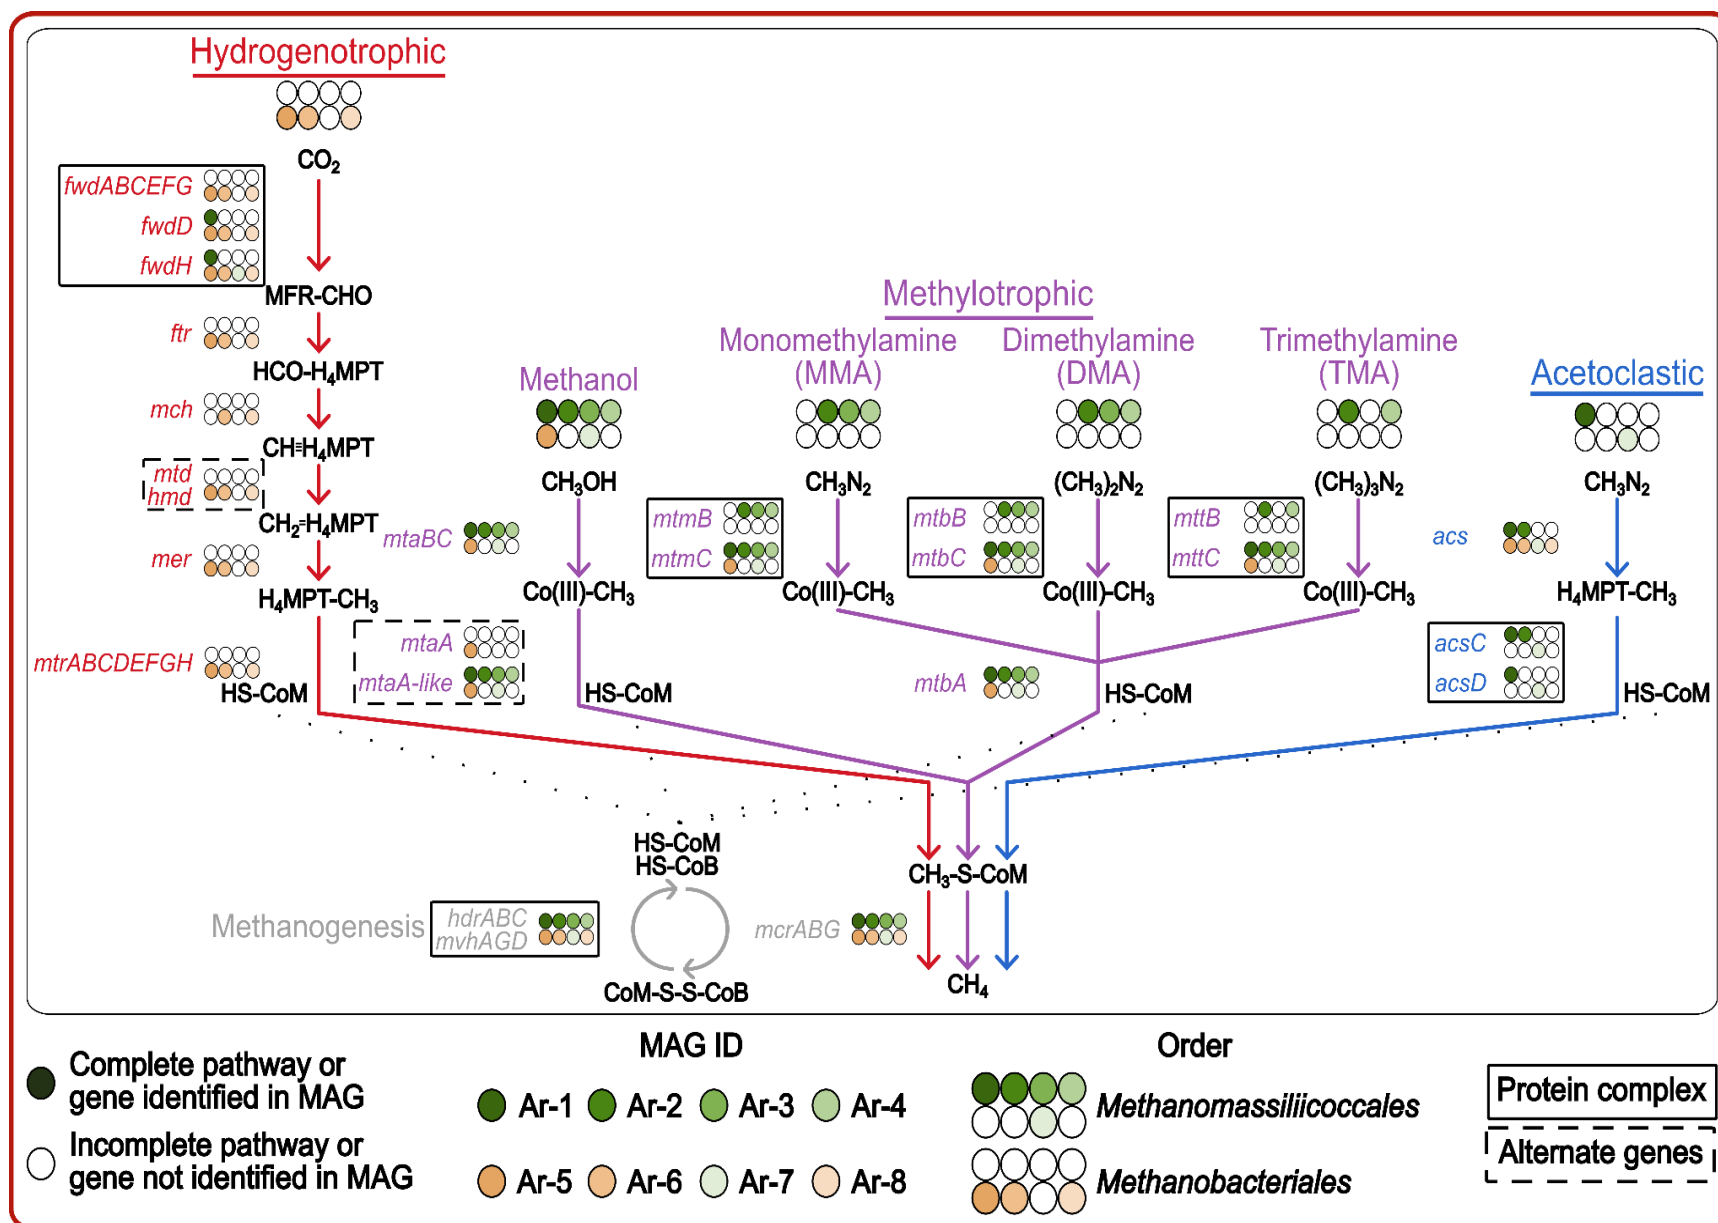 Hydrogenotrophic
CO2
fwdABCEFG
fwdD
fwdH
MFR-CHO
ftr
HCO-H4MPT
mch
CH≡H4MPT
mtd
hmd
CH2=H4MPT
mer
H4MPT-CH3
mtrABCDEFGH
HS-CoM
Methylotrophic
Methanol
CH3OH
mtaBC
Co(III)-CH3
mtaA
mtaA-like
HS-CoM
Monomethylamine
(MMA)
CH3N2
mtmB
mtmC
Co(III)-CH3
Dimethylamine
(DMA)
(CH3)2N2
mtbB
mtbC
Co(III)-CH3
Trimethylamine
(TMA)
(CH3)3N2
mttB
mttC
Co(III)-CH3
mtbA
HS-CoM
Acetoclastic
CH3N2
acs
H4MPT-CH3
acsC
acsD
HS-CoM
HS-CoM
HS-CoB
CH3-S-CoM
Methanogenesis
hdrABC
mvhAGD
mcrABG
CoM-S-S-CoB
CH4
Complete pathway or
gene identified in MAG
Incomplete pathway or
gene not identified in MAG
MAG ID
Ar-1 Ar-2 Ar-3 Ar-4
Ar-5 Ar-6 Ar-7 Ar-8
Order
Methanomassiliicoccales
Methanobacteriales
Protein complex
Alternate genes